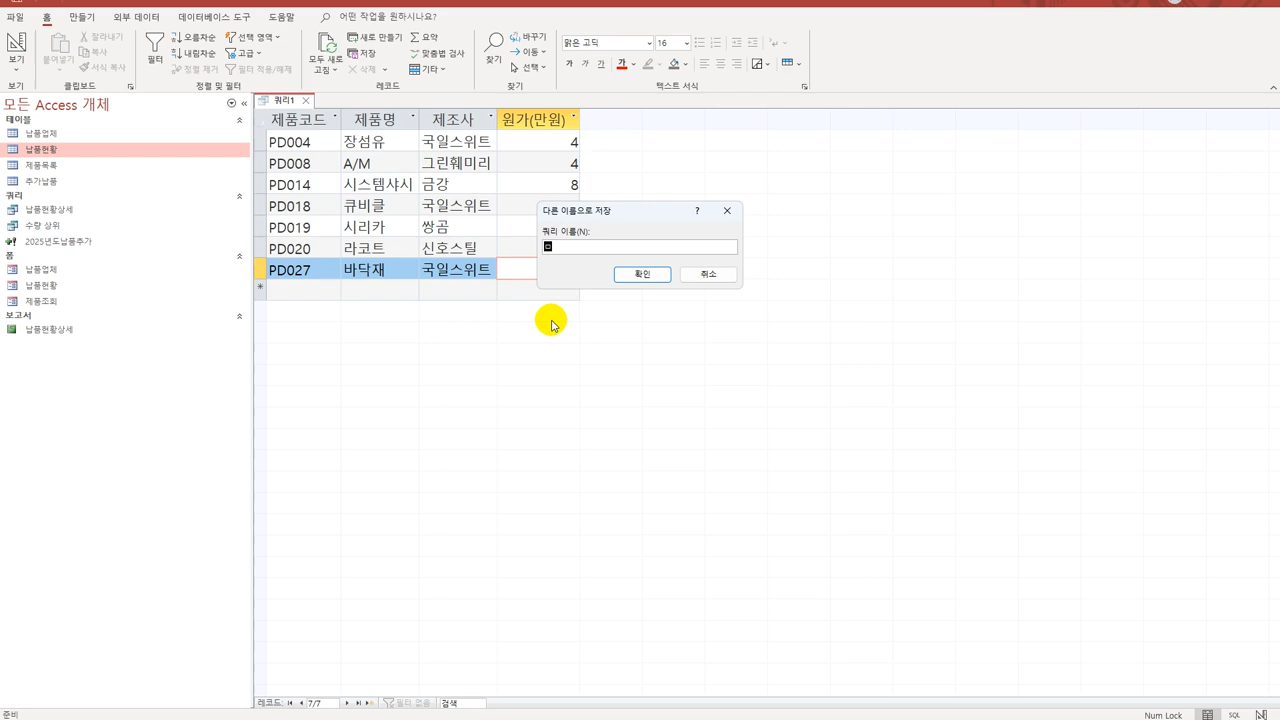 파일 홈 만들기 외부 데이터 데이터베이스 도구 도움말 어떤 작업을 원하시나요?
보기 붙여넣기 잘라내기 복사 서식 복사 필터 오름차순 내림차순 정렬 제거 선택 영역 고급 필터 적용/해제 모두 새로 고침 새로 만들기 저장 삭제 요약 맞춤법 검사 기타 찾기 바꾸기 이동 선택 맑은 고딕 16
가 가 가 가
보기 클립보드 정렬 및 필터 레코드 찾기 텍스트 서식
모든 Access 개체
테이블
납품업체
납품현황
제품목록
추가납품
쿼리
납품현황상세
수량 상위
2025년도납품추가
폼
납품업체
납품현황
제품조회
보고서
납품현황상세
쿼리1
제품코드 제품명 제조사 원가(만원)
PD004 장섬유 국일스위트 4
PD008 A/M 그린훼미리 4
PD014 시스템샤시 금강 8
PD018 큐비클 국일스위트
PD019 시리카 쌍곰
PD020 라코트 신호스틸
PD027 바닥재 국일스위트
다른 이름으로 저장 ?
쿼리 이름(N):
ㅁ
확인 취소
레코드: 7/7 필터 없음 검색
준비 Num Lock SQL